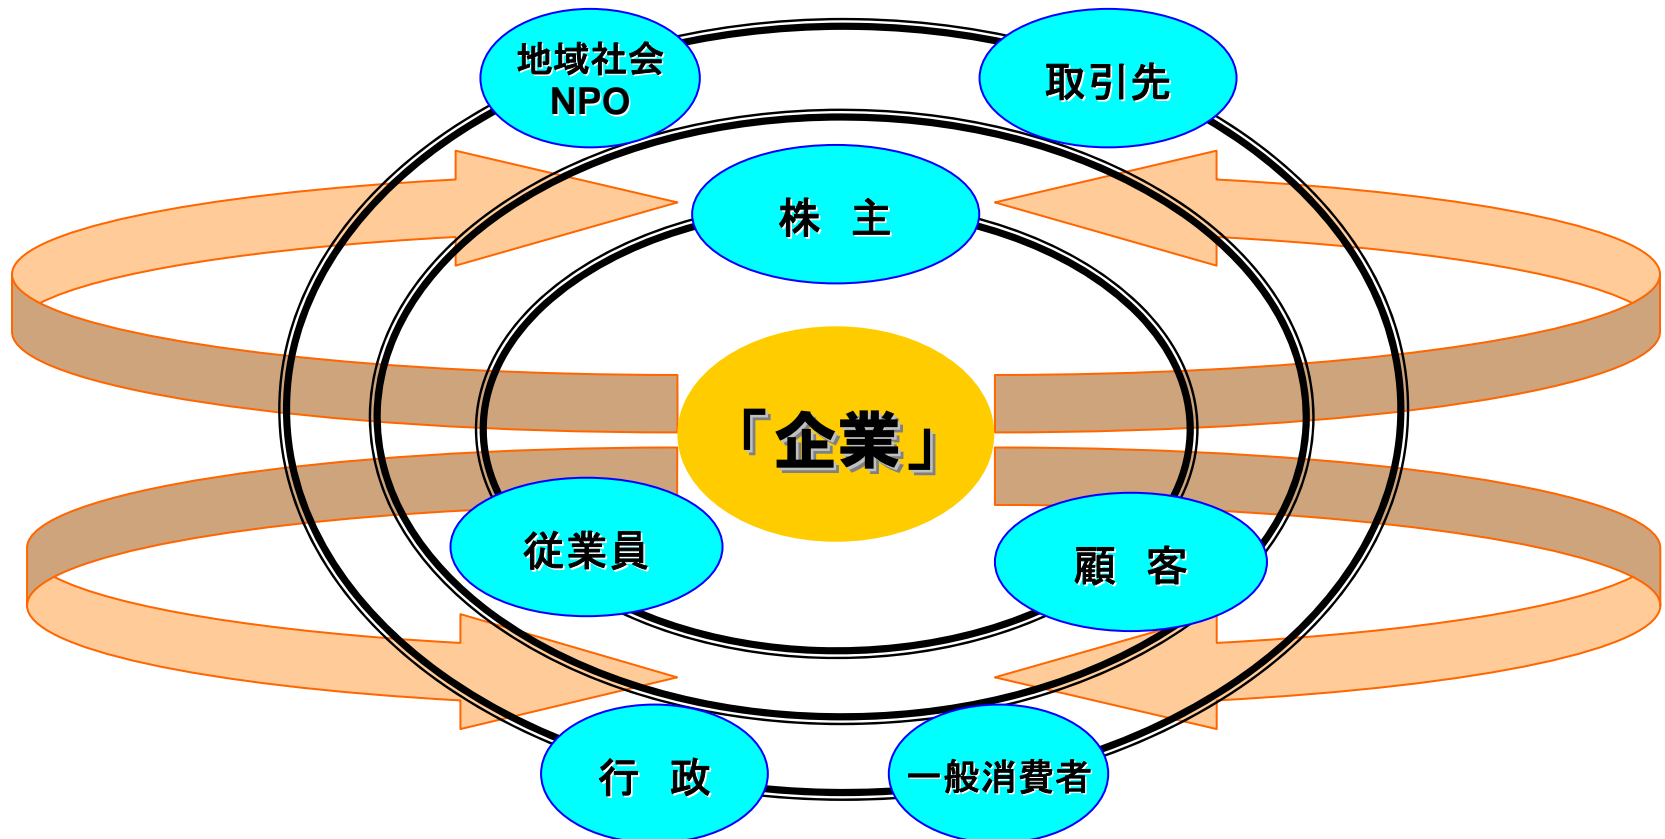 地域社会
NPO
取引先
株 主
「企業」
従業員
顧 客
行 政
一般消費者